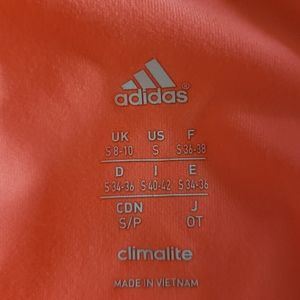 adidas®
UK US F
S 8-10 S S 36-38
D I E
S 34-36 S 40-42 S 34-36
CDN J
S/P OT
climalite
MADE IN VIETNAM